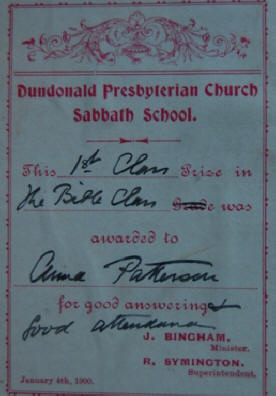 Dundonald Presbyterian Church
Sabbath School.
This 1st Class Prize in
The Bible Class Grade was
awarded to
Anna Patterson
for good answering &
good attendance
J. BINGHAM,
Minister.
R. SYMINGTON,
Superintendent.
January 4th, 1900.